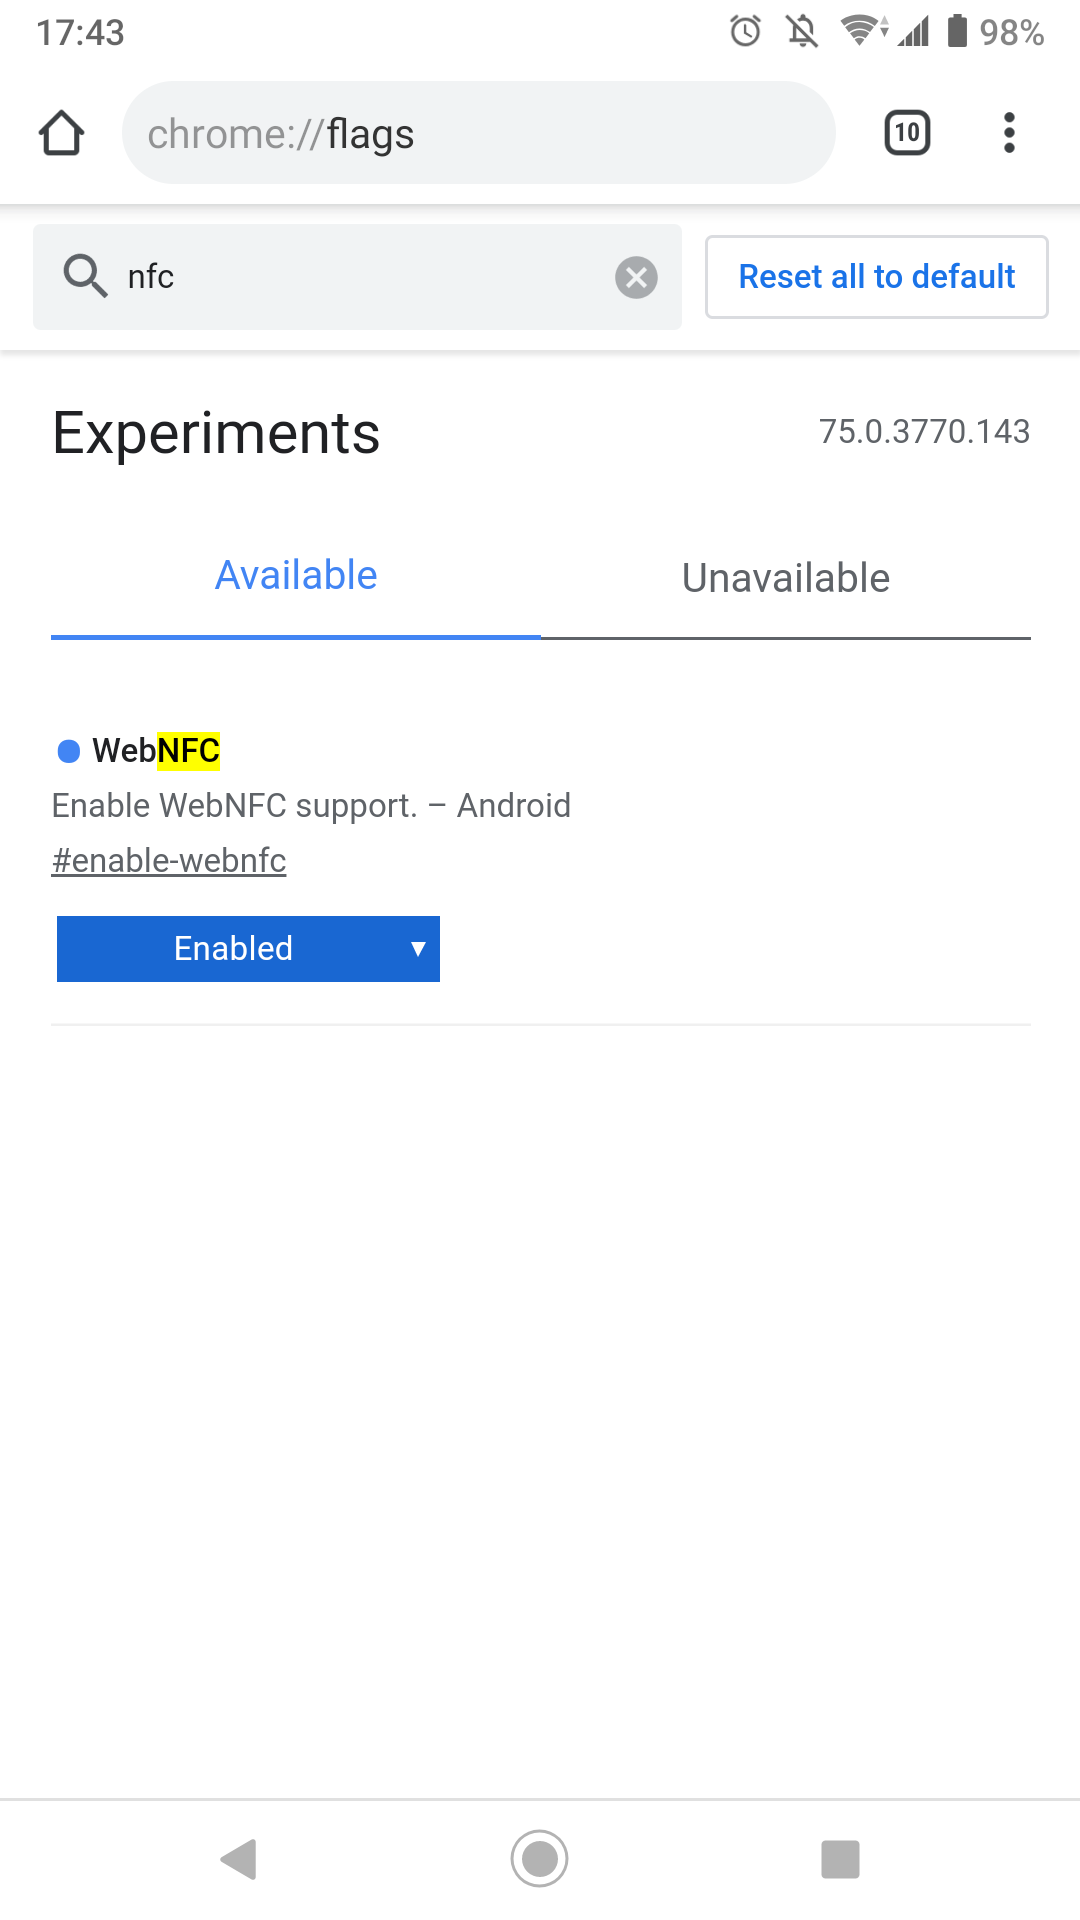 17:43 98%
chrome://flags 10
nfc Reset all to default
Experiments 75.0.3770.143
Available Unavailable
WebNFC
Enable WebNFC support. – Android
#enable-webnfc
Enabled